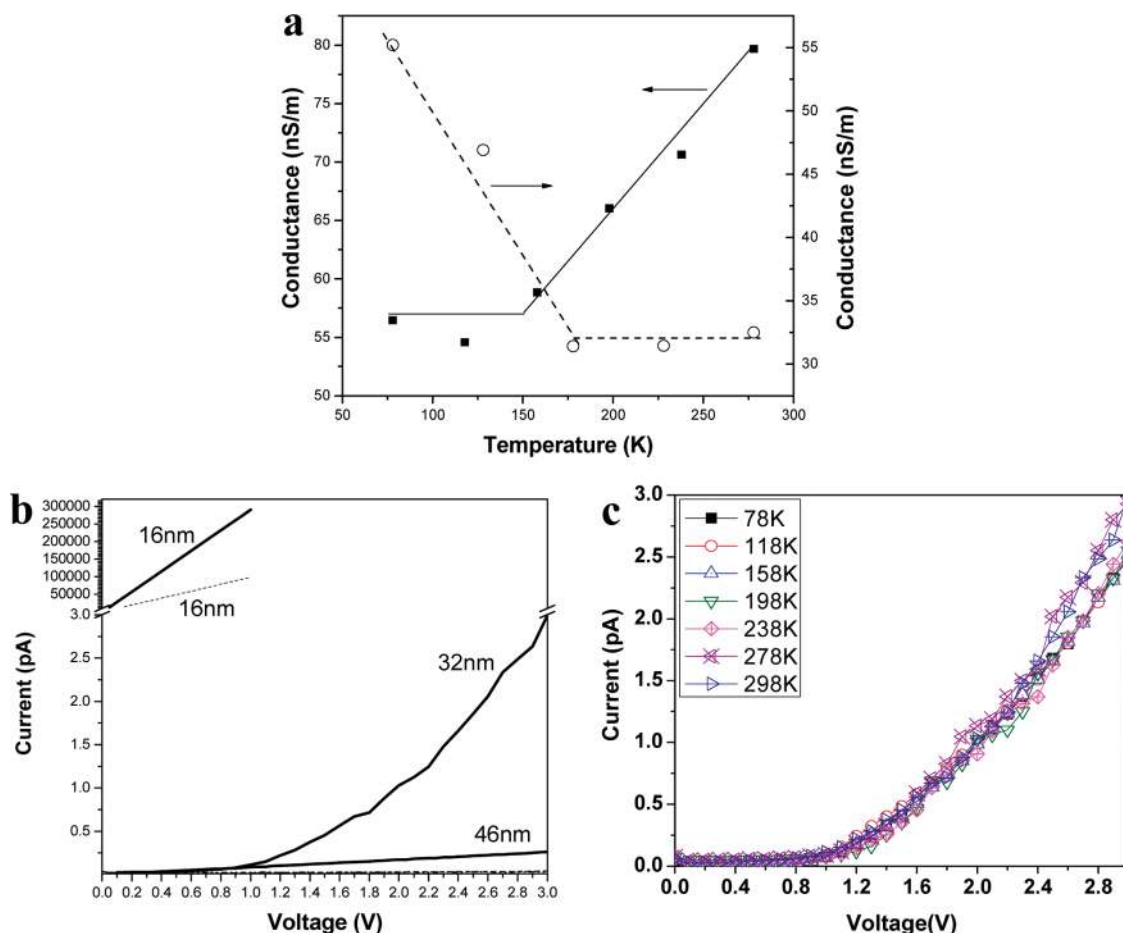 a
80
75
70
65
60
55
50
Conductance (nS/m)
55
50
45
40
35
30
Conductance (nS/m)
50 100 150 200 250 300
Temperature (K)
b
300000
250000
200000
150000
100000
50000
3.0
2.5
2.0
1.5
1.0
0.5
Current (pA)
16nm
16nm
32nm
46nm
0.0 0.2 0.4 0.6 0.8 1.0 1.2 1.4 1.6 1.8 2.0 2.2 2.4 2.6 2.8 3.0
Voltage (V)
c
3.0
2.5
2.0
1.5
1.0
0.5
0.0
Current (pA)
78K
118K
158K
198K
238K
278K
298K
0.0 0.4 0.8 1.2 1.6 2.0 2.4 2.8
Voltage(V)